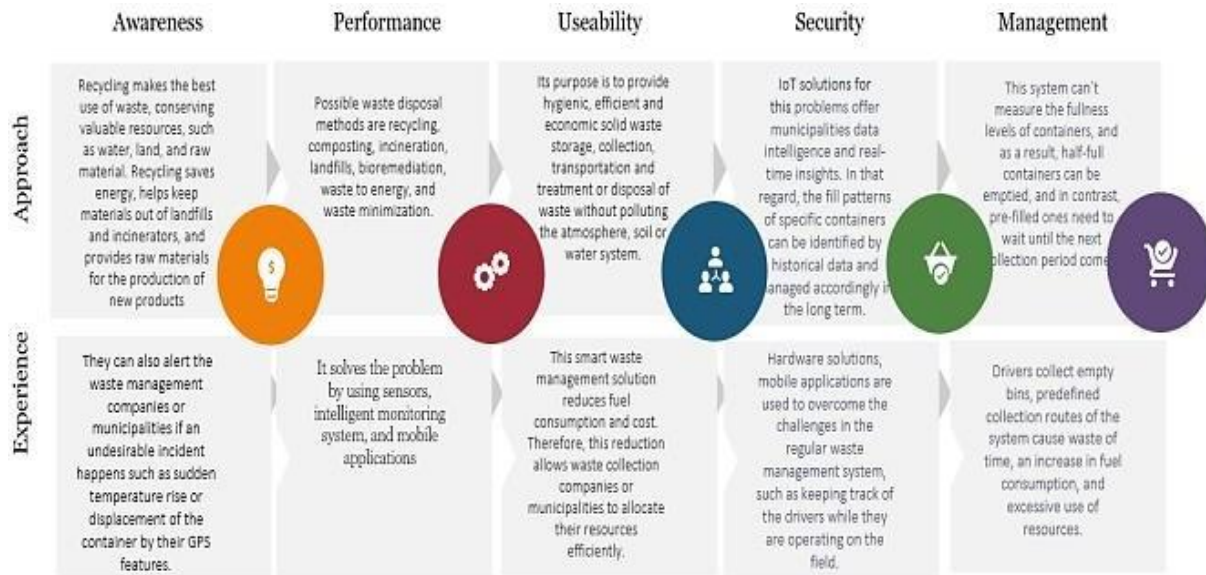 Awareness
Performance
Useability
Security
Management
Approach
Recycling makes the best
use of waste, conserving
valuable resources, such
as water, land, and raw
material. Recycling saves
energy, helps keep
materials out of landfills
and incinerators, and
provides raw materials
for the production of
new products
Possible waste disposal
methods are recycling,
composting, incineration,
landfills, bioremediation,
waste to energy, and
waste minimization.
Its purpose is to provide
hygienic, efficient and
economic solid waste
storage, collection,
transportation and
treatment or disposal of
waste without polluting
the atmosphere, soil or
water system.
IoT solutions for
this problems offer
municipalities data
intelligence and real-
time insights. In that
regard, the fill patterns
of specific containers
can be identified by
historical data and
managed accordingly in
the long term.
This system can`t
measure the fullness
levels of containers, and
as a result, half-full
containers can be
emptied, and in contrast,
pre-filled ones need to
wait until the next
collection period come
$
Experience
They can also alert the
waste management
companies or
municipalities if an
undesirable incident
happens such as sudden
temperature rise or
displacement of the
container by their GPS
features.
It solves the problem
by using sensors,
intelligent monitoring
system, and mobile
applications
This smart waste
management solution
reduces fuel
consumption and cost.
Therefore, this reduction
allows waste collection
companies or
municipalities to allocate
their resources
efficiently.
Hardware solutions,
mobile applications are
used to overcome the
challenges in the
regular waste
management system,
such as keeping track of
the drivers while they
are operating on the
field.
Drivers collect empty
bins, predefined
collection routes of the
system cause waste of
time, an increase in fuel
consumption, and
excessive use of
resources.